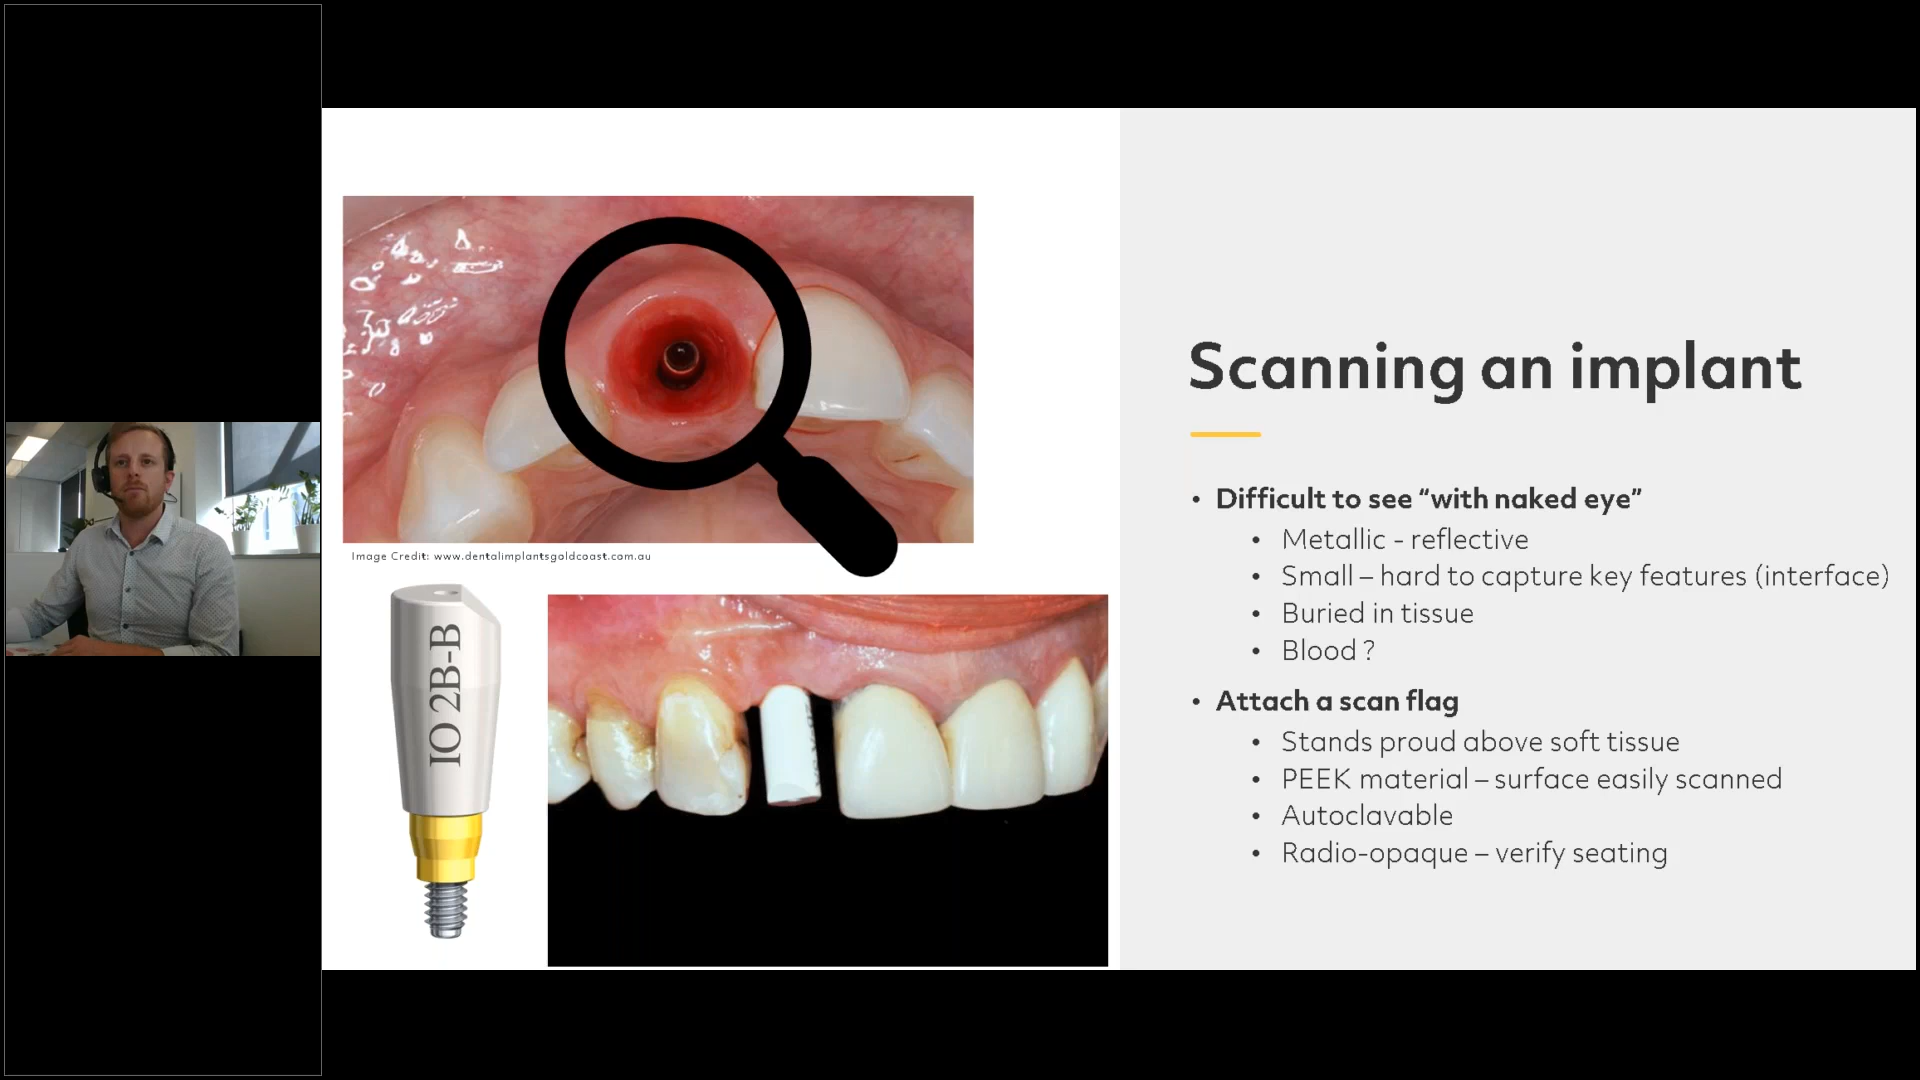 Image Credit: www.dentalimplantsgoldcoast.com.au
IO 2B-B
Scanning an implant
• Difficult to see “with naked eye”
• Metallic - reflective
• Small – hard to capture key features (interface)
• Buried in tissue
• Blood ?
• Attach a scan flag
• Stands proud above soft tissue
• PEEK material – surface easily scanned
• Autoclavable
• Radio-opaque – verify seating